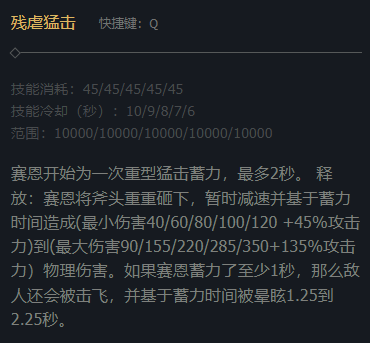 残虐猛击 快捷键：Q
技能消耗：45/45/45/45/45
技能冷却（秒）：10/9/8/7/6
范围：10000/10000/10000/10000/10000
赛恩开始为一次重型猛击蓄力，最多2秒。 释
放：赛恩将斧头重重砸下，暂时减速并基于蓄力
时间造成(最小伤害40/60/80/100/120 +45%攻击
力)到(最大伤害90/155/220/285/350+135%攻击
力）物理伤害。如果赛恩蓄力了至少1秒，那么敌
人还会被击飞，并基于蓄力时间被晕眩1.25到
2.25秒。